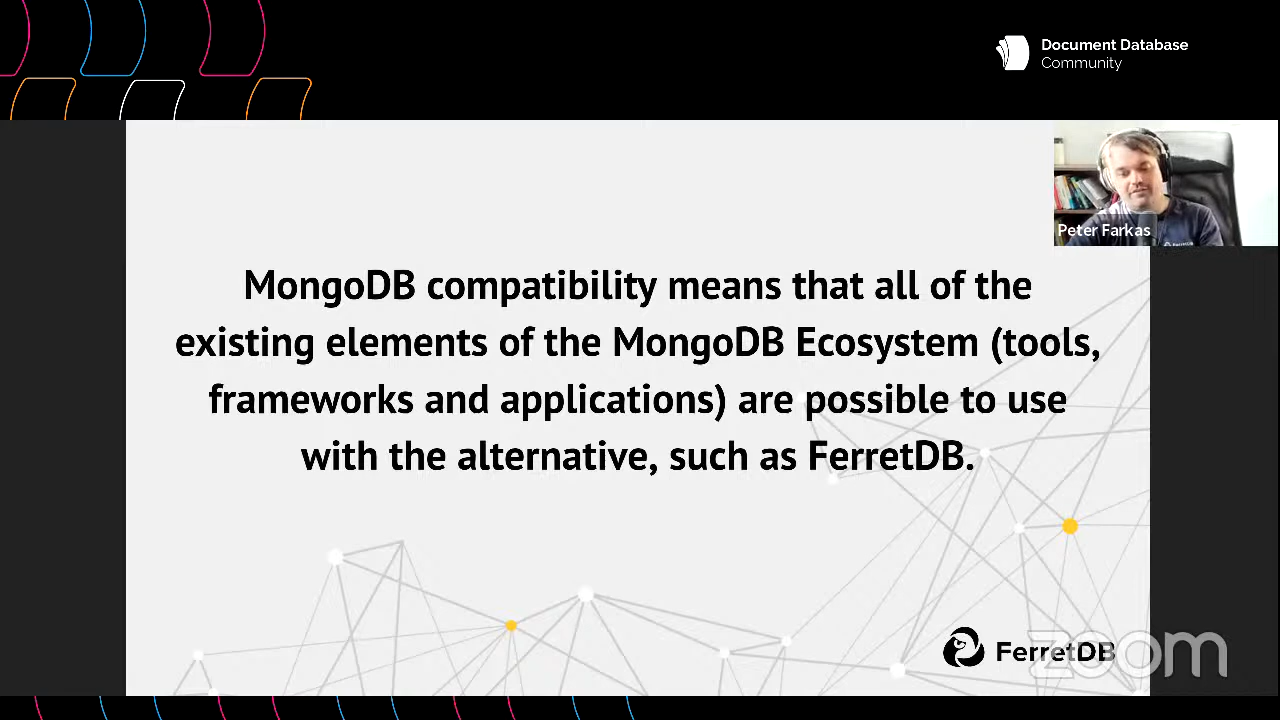 Document Database
Community
Peter Farkas
MongoDB compatibility means that all of the
existing elements of the MongoDB Ecosystem (tools,
frameworks and applications) are possible to use
with the alternative, such as FerretDB.
FerretDB
zoom